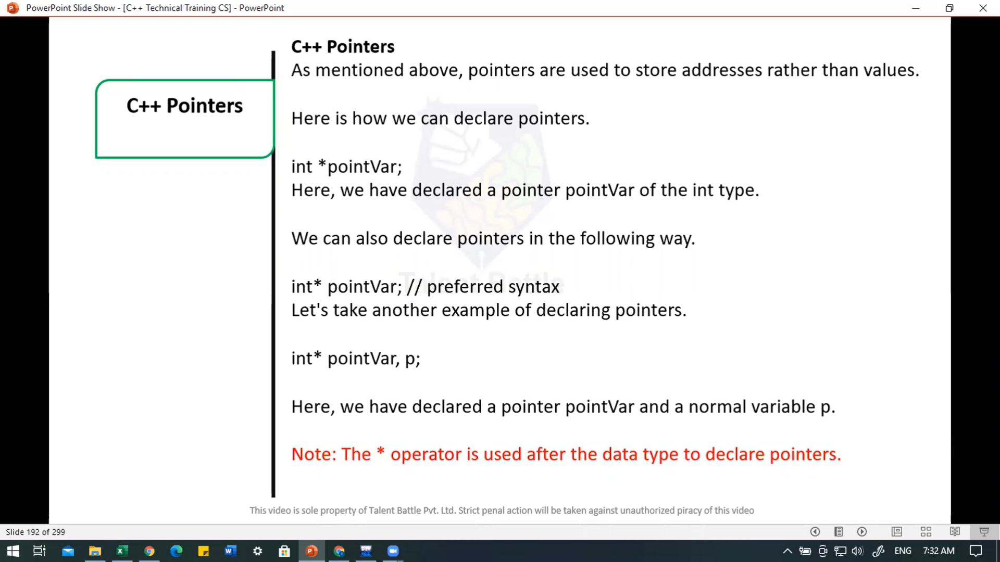 PowerPoint Slide Show - [C++ Technical Training CS] - PowerPoint
C++ Pointers
C++ Pointers
As mentioned above, pointers are used to store addresses rather than values.
Here is how we can declare pointers.
int *pointVar;
Here, we have declared a pointer pointVar of the int type.
We can also declare pointers in the following way.
Talent Battle
int* pointVar; // preferred syntax
Let's take another example of declaring pointers.
int* pointVar, p;
Here, we have declared a pointer pointVar and a normal variable p.
Note: The * operator is used after the data type to declare pointers.
This video is sole property of Talent Battle Pvt. Ltd. Strict penal action will be taken against unauthorized piracy of this video
Slide 192 of 299
DEV
ENG
7:32 AM